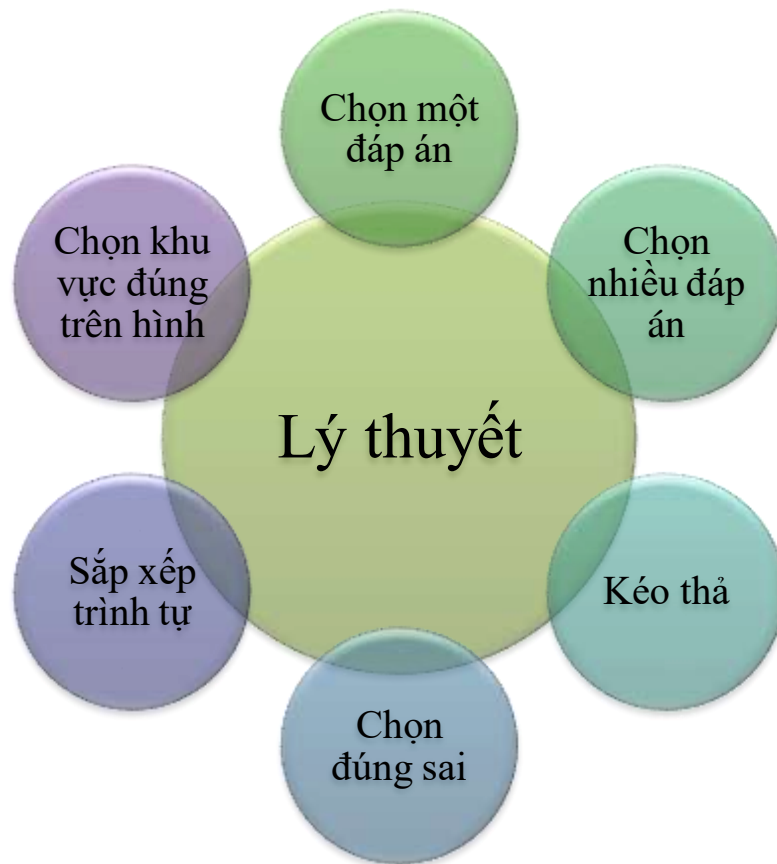 Chọn một
đáp án
Chọn
nhiều đáp
án
Kéo thả
Chọn
đúng sai
Sắp xếp
trình tự
Chọn khu
vực đúng
trên hình
Lý thuyết